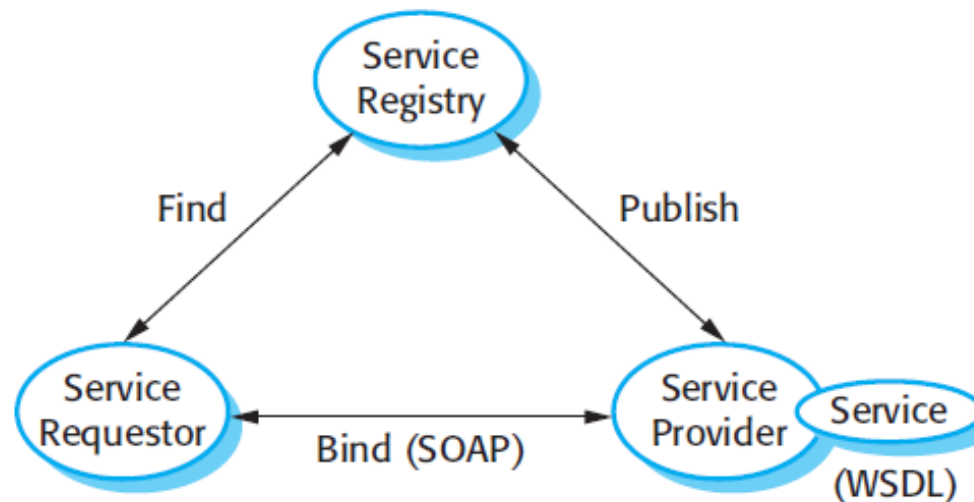 Service
Registry
Find
Publish
Service
Requestor
Bind (SOAP)
Service
Provider
Service
(WSDL)